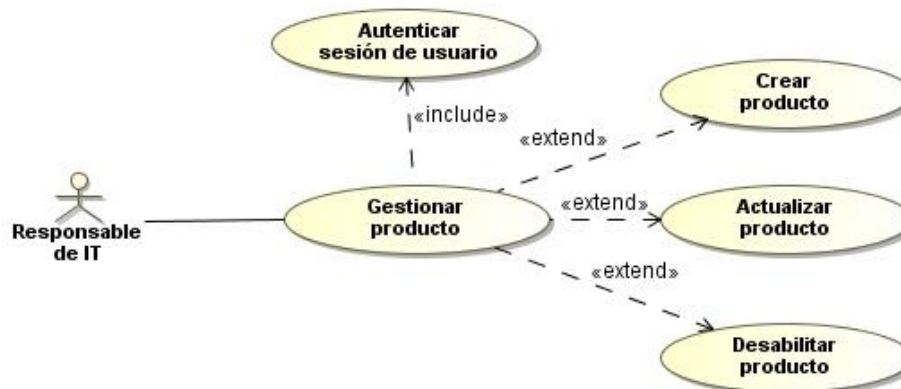 Autenticar
sesión de usuario
Crear
producto
«include»
«extend»
Gestionar
producto
«extend»
Actualizar
producto
Responsable
de IT
«extend»
Desabilitar
producto